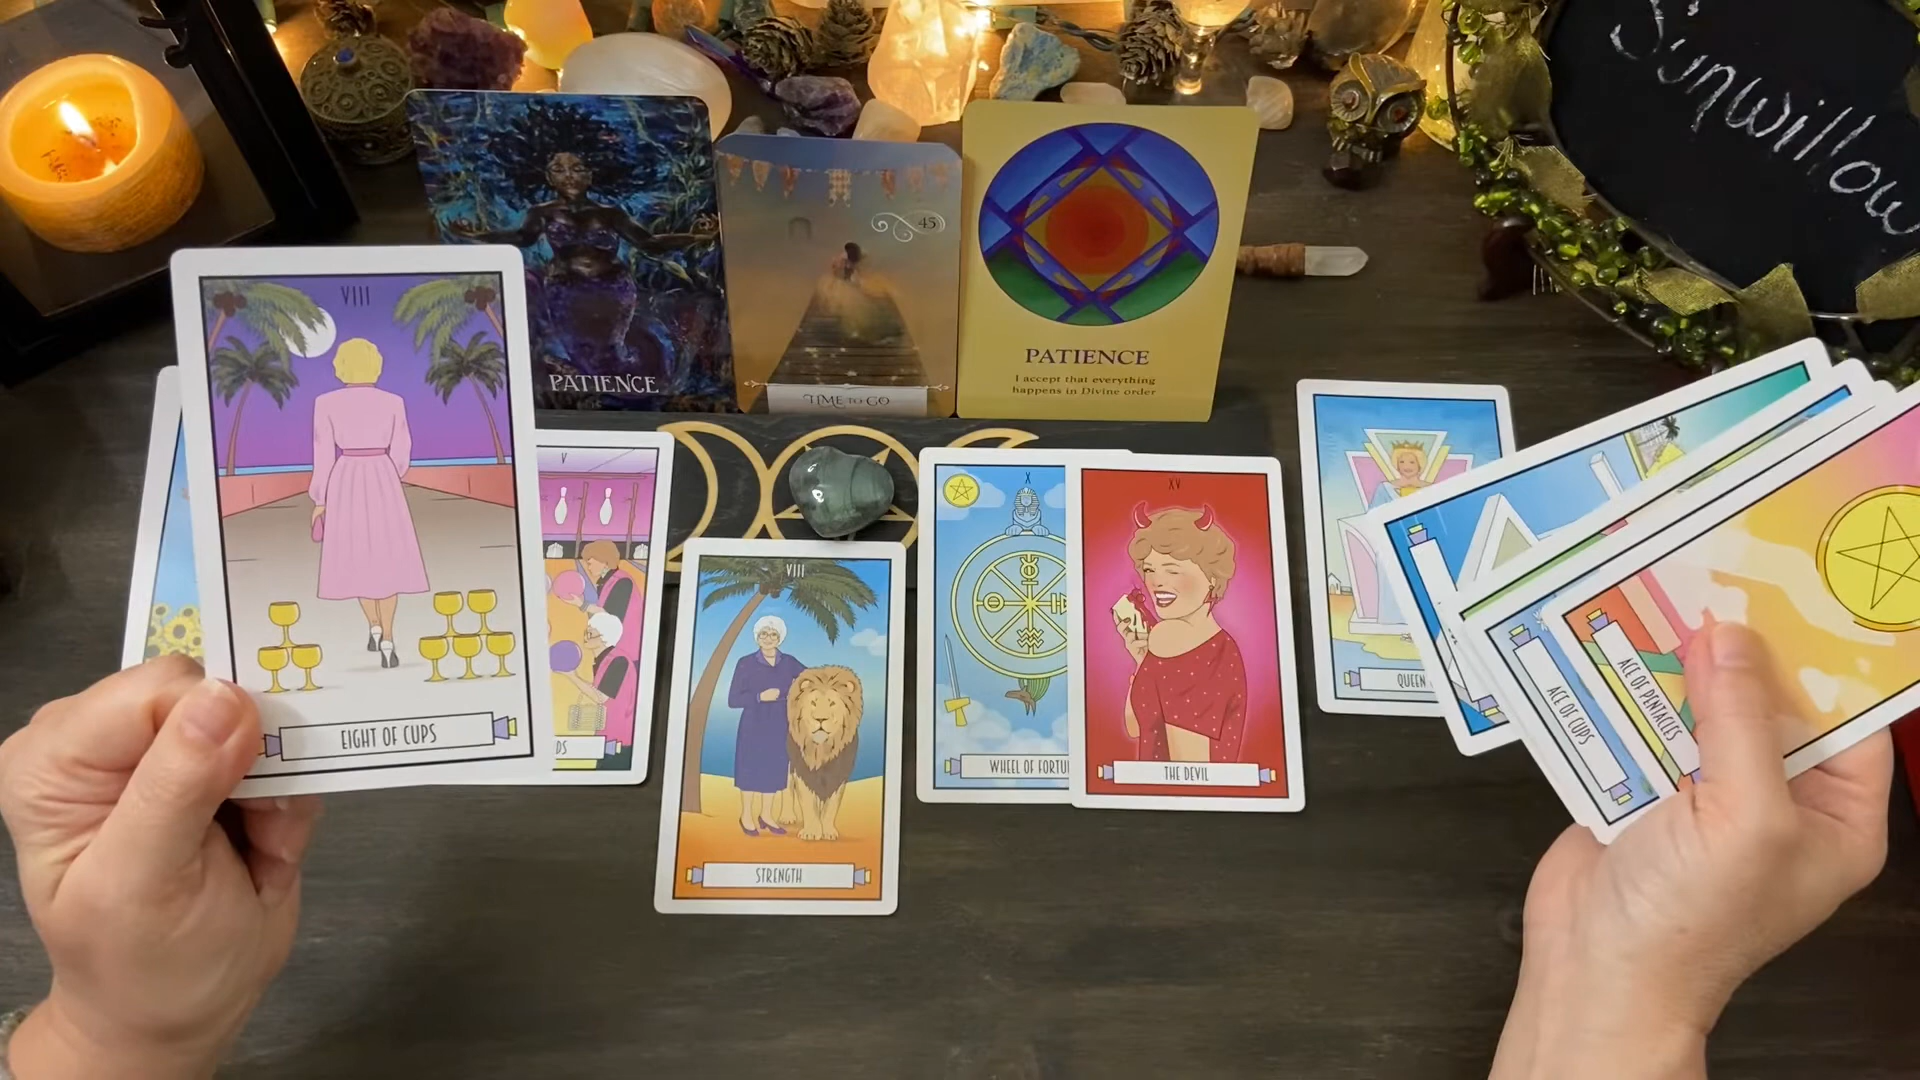 Sunwillow
PATIENCE
45
TIME TO GO
PATIENCE
I accept that everything
happens in Divine order
VIII
EIGHT OF CUPS
V
DS
VIII
STRENGTH
X
WHEEL OF FORTU
XV
THE DEVIL
QUEEN
ACE OF CUPS
ACE OF PENTACLES